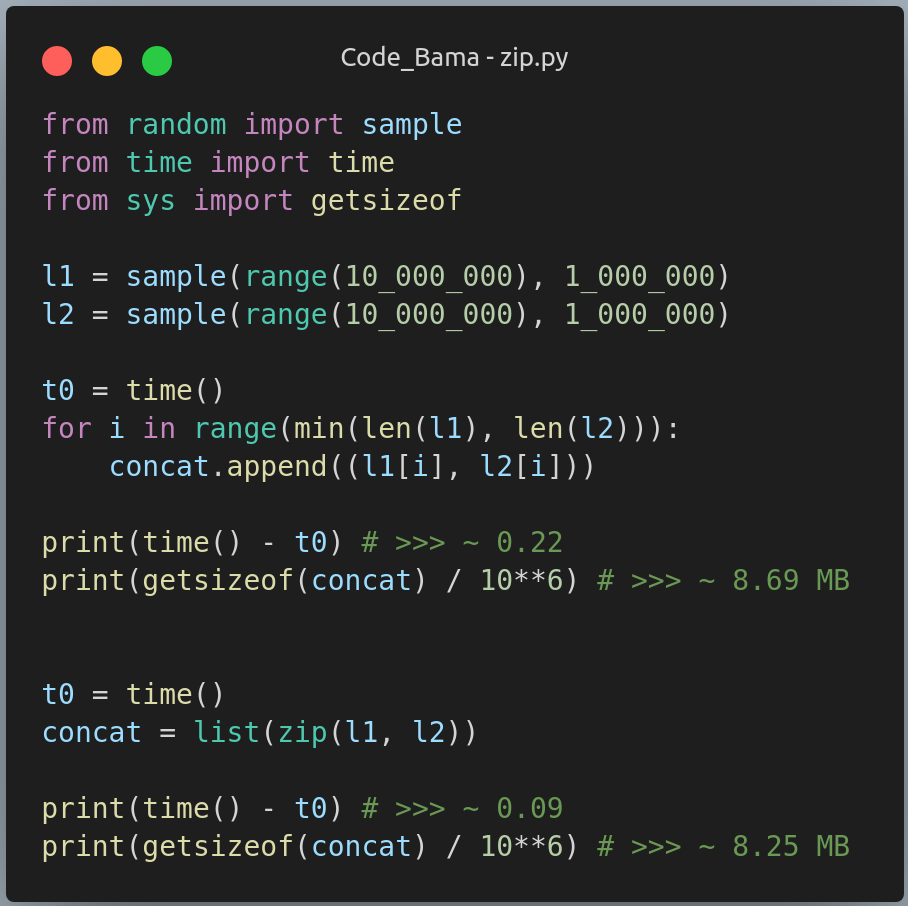 Code_Bama - zip.py
from random import sample
from time import time
from sys import getsizeof
l1 = sample(range(10_000_000), 1_000_000)
l2 = sample(range(10_000_000), 1_000_000)
t0 = time()
for i in range(min(len(l1), len(l2))):
    concat.append((l1[i], l2[i]))
print(time() - t0) # >>> ~ 0.22
print(getsizeof(concat) / 10**6) # >>> ~ 8.69 MB
t0 = time()
concat = list(zip(l1, l2))
print(time() - t0) # >>> ~ 0.09
print(getsizeof(concat) / 10**6) # >>> ~ 8.25 MB